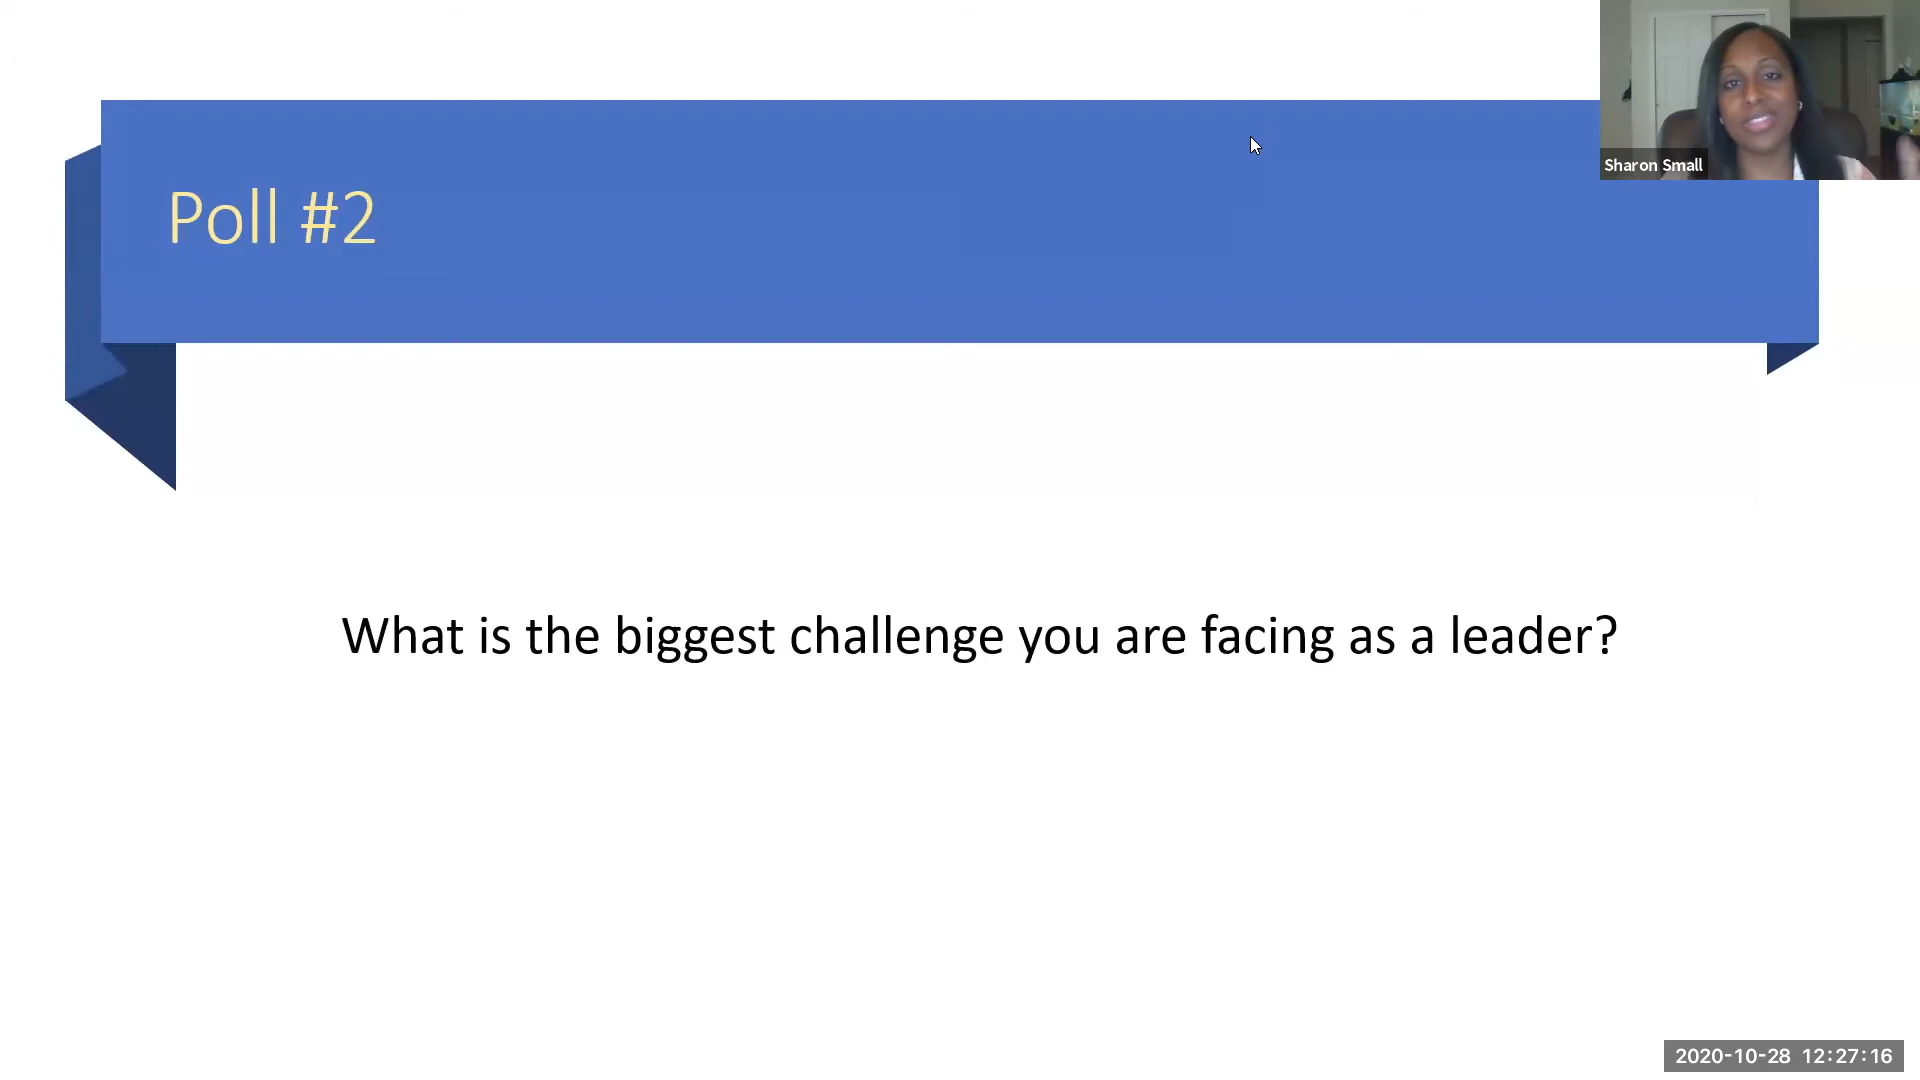 Sharon Small
Poll #2
What is the biggest challenge you are facing as a leader?
2020-10-28 12:27:16